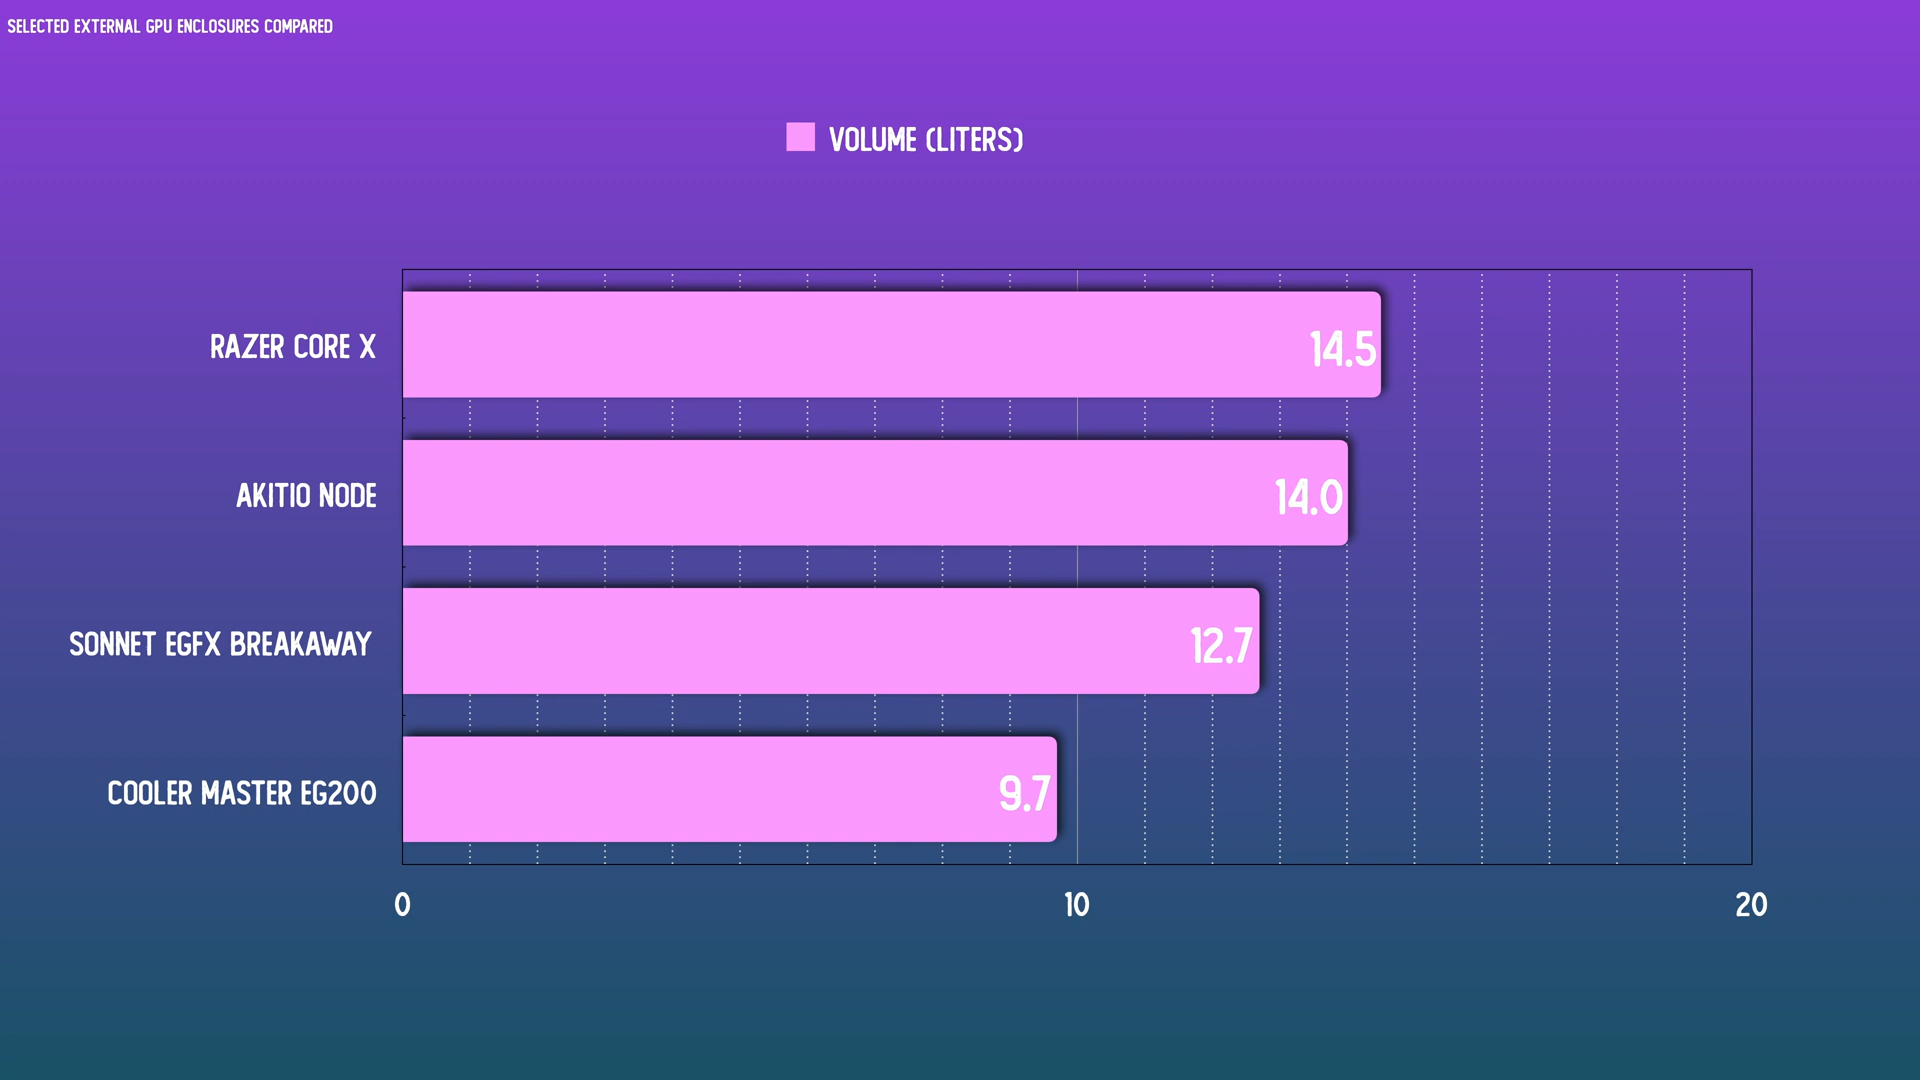 SELECTED EXTERNAL GPU ENCLOSURES COMPARED
VOLUME (LITERS)
RAZER CORE X
14.5
AKITIO NODE
14.0
SONNET EGFX BREAKAWAY
12.7
COOLER MASTER EG200
9.7
0
10
20